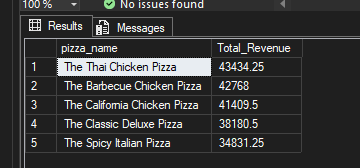 100 % No issues found
Results Messages
pizza_name Total_Revenue
1 The Thai Chicken Pizza 43434.25
2 The Barbecue Chicken Pizza 42768
3 The California Chicken Pizza 41409.5
4 The Classic Deluxe Pizza 38180.5
5 The Spicy Italian Pizza 34831.25